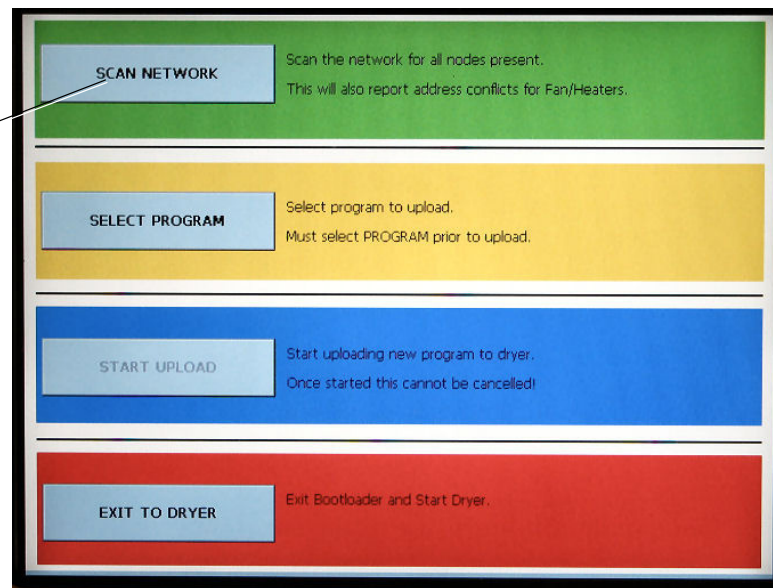 SCAN NETWORK
Scan the network for all nodes present.
This will also report address conflicts for Fan/Heaters.
SELECT PROGRAM
Select program to upload.
Must select PROGRAM prior to upload.
START UPLOAD
Start uploading new program to dryer.
Once started this cannot be cancelled!
EXIT TO DRYER
Exit Bootloader and Start Dryer.